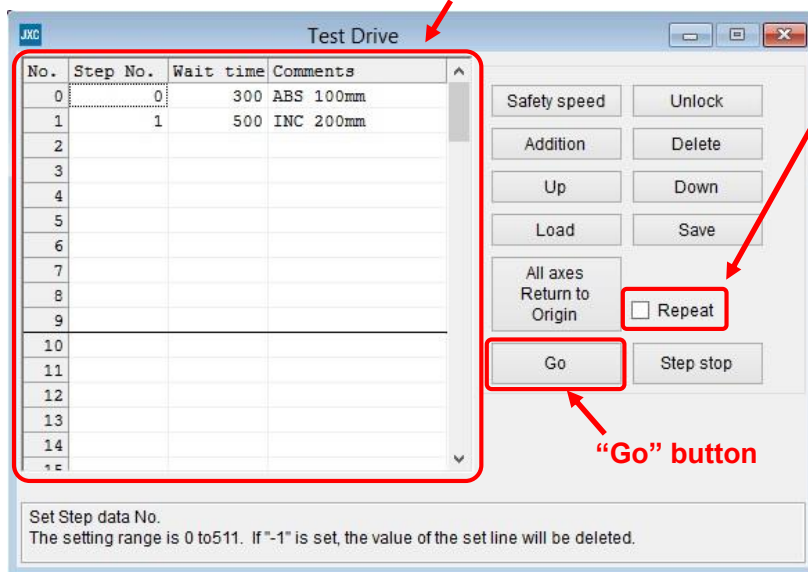 JXC Test Drive
No. Step No. Wait time Comments
0 0 300 ABS 100mm
1 1 500 INC 200mm
2
3
4
5
6
7
8
9
10
11
12
13
14
15
Safety speed Unlock
Addition Delete
Up Down
Load Save
All axes
Return to
Origin
Repeat
Go Step stop
“Go” button
Set Step data No.
The setting range is 0 to511. If "-1" is set, the value of the set line will be deleted.